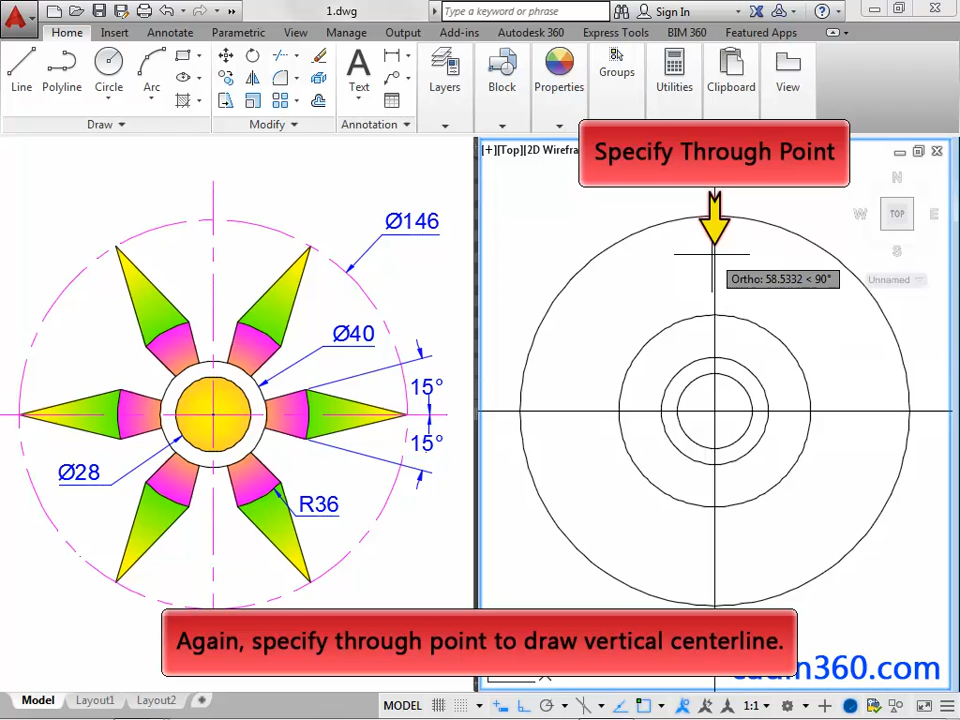 1.dwg
Type a keyword or phrase
Sign In
Home Insert Annotate Parametric View Manage Output Add-ins Autodesk 360 Express Tools BIM 360 Featured Apps
Line Polyline Circle Arc Text Layers Block Properties Groups Utilities Clipboard View
Draw Modify Annotation
[+][Top][2D Wirefra
Specify Through Point
N
W TOP E
S
Unnamed
Ortho: 58.5332 < 90°
Ø146
Ø40
15°
15°
Ø28
R36
Again, specify through point to draw vertical centerline.
Model Layout1 Layout2
MODEL
1:1